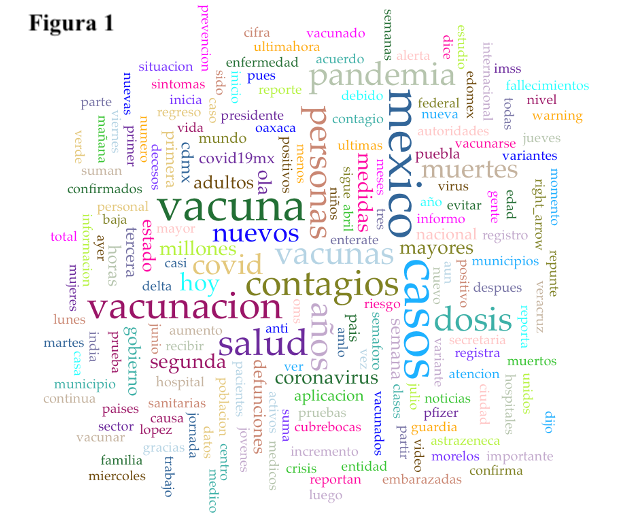 Figura 1
prevencion
cifra
vacunado
semanas
estudio
ultimahora
dice
internacional
situacion
enfermedad
acuerdo
alerta
imss
nuevas
sintomas
sido
inicio
pues
pandemia
edomex
fallecimientos
parte
viernes
inicia
caso
reporte
debido
mexico
federal
todas
nivel
verde
mañana
primer
numero
regreso
presidente
personas
contagio
nueva
warning
vida
oaxaca
autoridades
jueves
suman
decesos
primera
cdmx
mundo
positivos
menos
ultimas
vacunarse
covid19mx
medidas
meses
puebla
variantes
confirmados
adultos
ola
niños
sigue
abril
tres
muertes
momento
personal
vacuna
año
virus
evitar
gente
edad
right_arrow
baja
estado
mayor
informo
total
informacion
ayer
horas
tercera
nuevos
enterate
nacional
registro
repunte
millones
vacunas
mayores
mujeres
casi
covid
casos
aun
nuevo
positivo
municipios
veracruz
delta
hoy
contagios
despues
vacunacion
oms
años
riesgo
dosis
reporta
lunes
junio
salud
anti
pais
semaforo
semana
variante
secretaria
martes
casa
india
prueba
gobierno
aumento
recibir
amlo
vez
registra
muertos
segunda
ver
atencion
municipio
hospital
pacientes
defunciones
coronavirus
clases
julio
ciudad
hospitales
unidos
continua
aplicacion
vacunados
noticias
paises
sanitarias
poblacion
activos
suma
pruebas
pfizer
dijo
sector
causa
lopez
jornada
datos
jovenes
cubrebocas
partir
guardia
vacunar
gracias
centro
medicos
video
astrazeneca
familia
trabajo
incremento
morelos
importante
miercoles
medico
crisis
entidad
confirma
reportan
embarazadas
luego